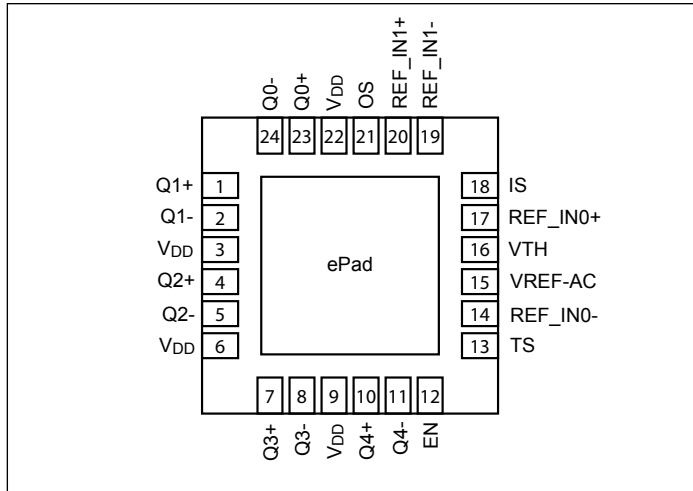 Q0-
Q0+
VDD
OS
REF_IN1+
REF_IN1-
24
23
22
21
20
19
Q1+ 1
Q1- 2
VDD 3
Q2+ 4
Q2- 5
VDD 6
ePad
18 IS
17 REF_IN0+
16 VTH
15 VREF-AC
14 REF_IN0-
13 TS
7
8
9
10
11
12
Q3+
Q3-
VDD
Q4+
Q4-
EN